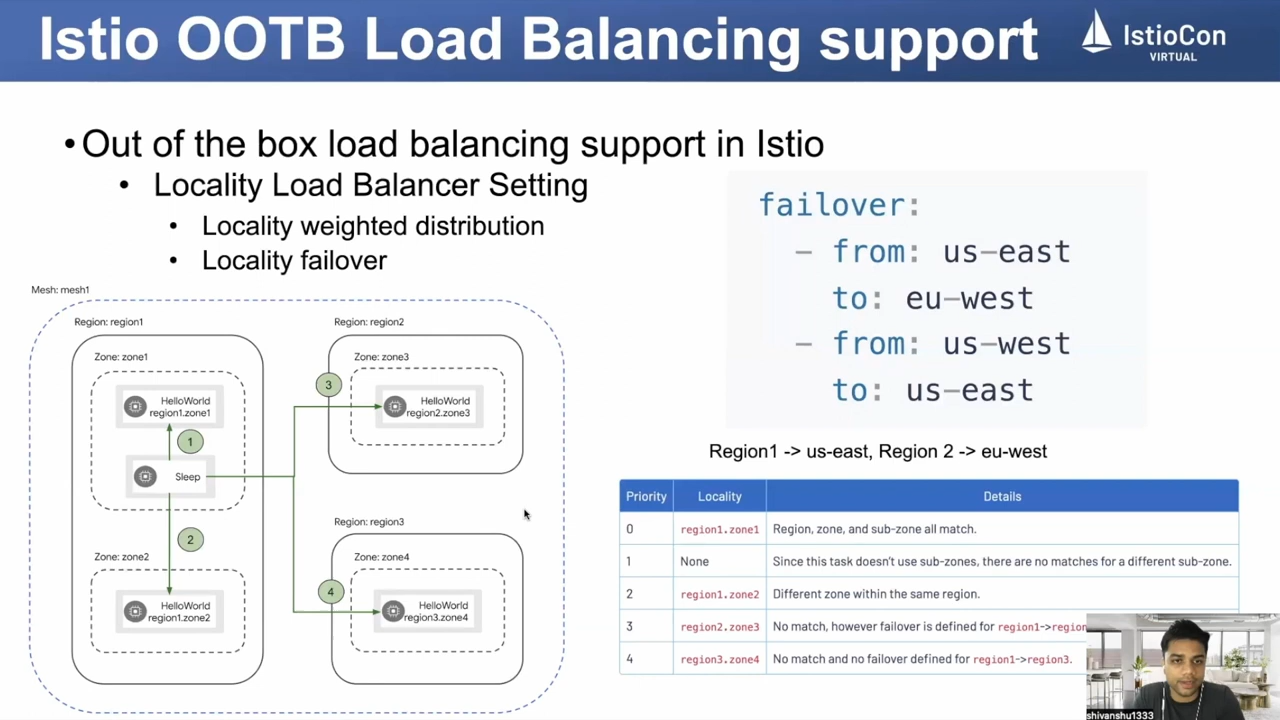 Istio OOTB Load Balancing support
IstioCon
VIRTUAL
• Out of the box load balancing support in Istio
• Locality Load Balancer Setting
• Locality weighted distribution
• Locality failover
failover:
– from: us-east
to: eu-west
– from: us-west
to: us-east
Region1 -> us-east, Region 2 -> eu-west
Mesh: mesh1
Region: region1
Zone: zone1
HelloWorld
region1.zone1
1
Sleep
2
Zone: zone2
HelloWorld
region1.zone2
Region: region2
Zone: zone3
3
HelloWorld
region2.zone3
Region: region3
Zone: zone4
4
HelloWorld
region3.zone4
Priority Locality Details
0 region1.zone1 Region, zone, and sub-zone all match.
1 None Since this task doesn't use sub-zones, there are no matches for a different sub-zone.
2 region1.zone2 Different zone within the same region.
3 region2.zone3 No match, however failover is defined for region1->region
4 region3.zone4 No match and no failover defined for region1->region3.
shivanshu1333